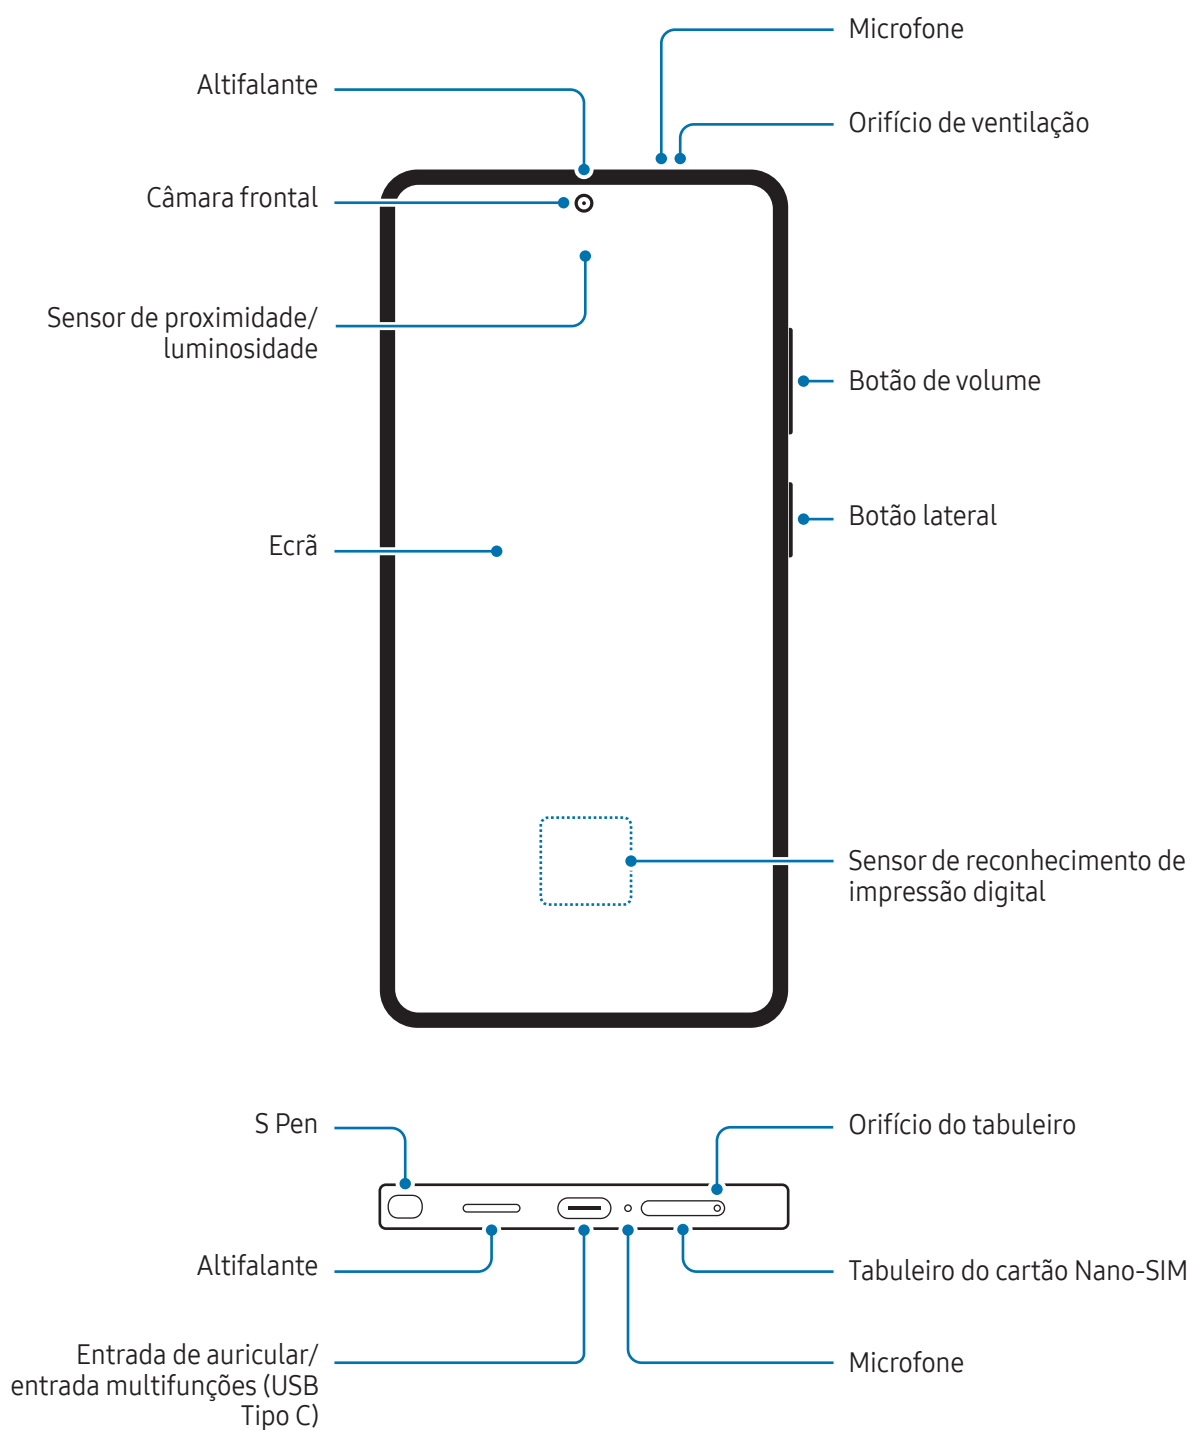 Microfone
Altifalante
Orifício de ventilação
Câmara frontal
Sensor de proximidade/
luminosidade
Botão de volume
Botão lateral
Ecrã
Sensor de reconhecimento de
impressão digital
S Pen
Orifício do tabuleiro
Altifalante
Tabuleiro do cartão Nano-SIM
Entrada de auricular/
entrada multifunções (USB
Tipo C)
Microfone